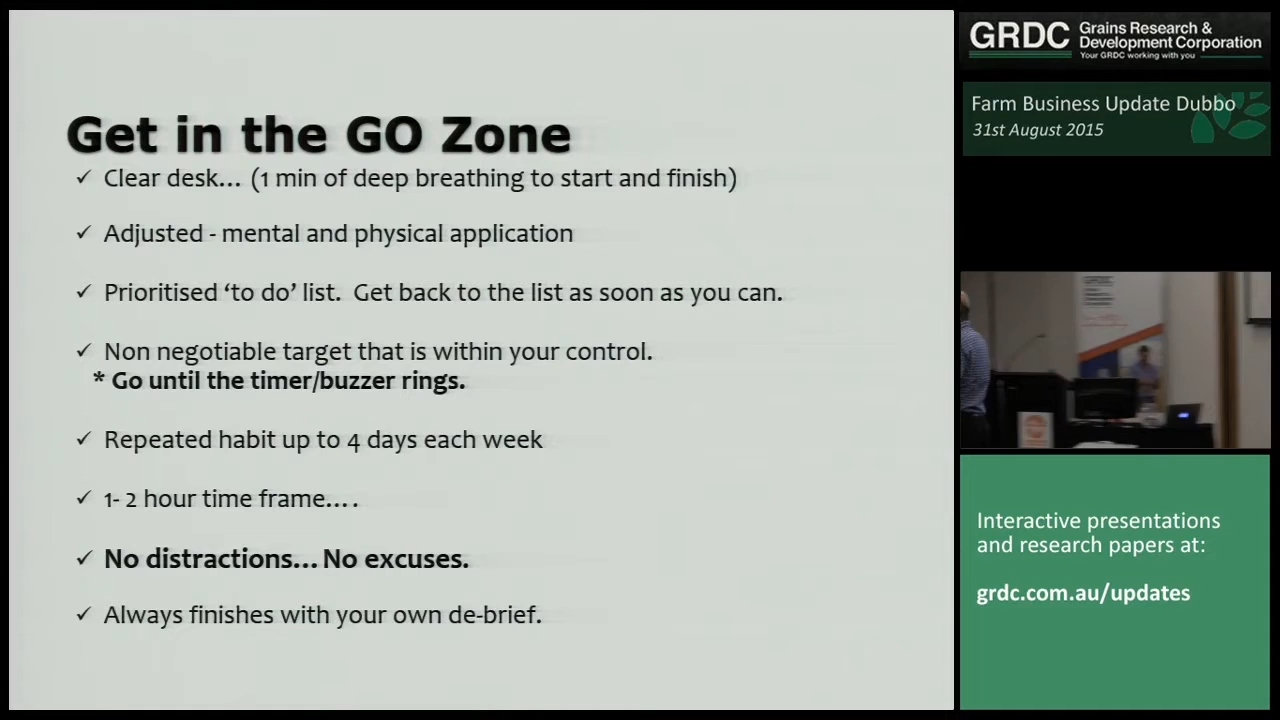 Get in the GO Zone
✓ Clear desk... (1 min of deep breathing to start and finish)
✓ Adjusted - mental and physical application
✓ Prioritised ‘to do’ list. Get back to the list as soon as you can.
✓ Non negotiable target that is within your control.
* Go until the timer/buzzer rings.
✓ Repeated habit up to 4 days each week
✓ 1- 2 hour time frame....
✓ No distractions... No excuses.
✓ Always finishes with your own de-brief.
GRDC
Grains Research &
Development Corporation
Your GRDC working with you
Farm Business Update Dubbo
31st August 2015
Interactive presentations
and research papers at:
grdc.com.au/updates